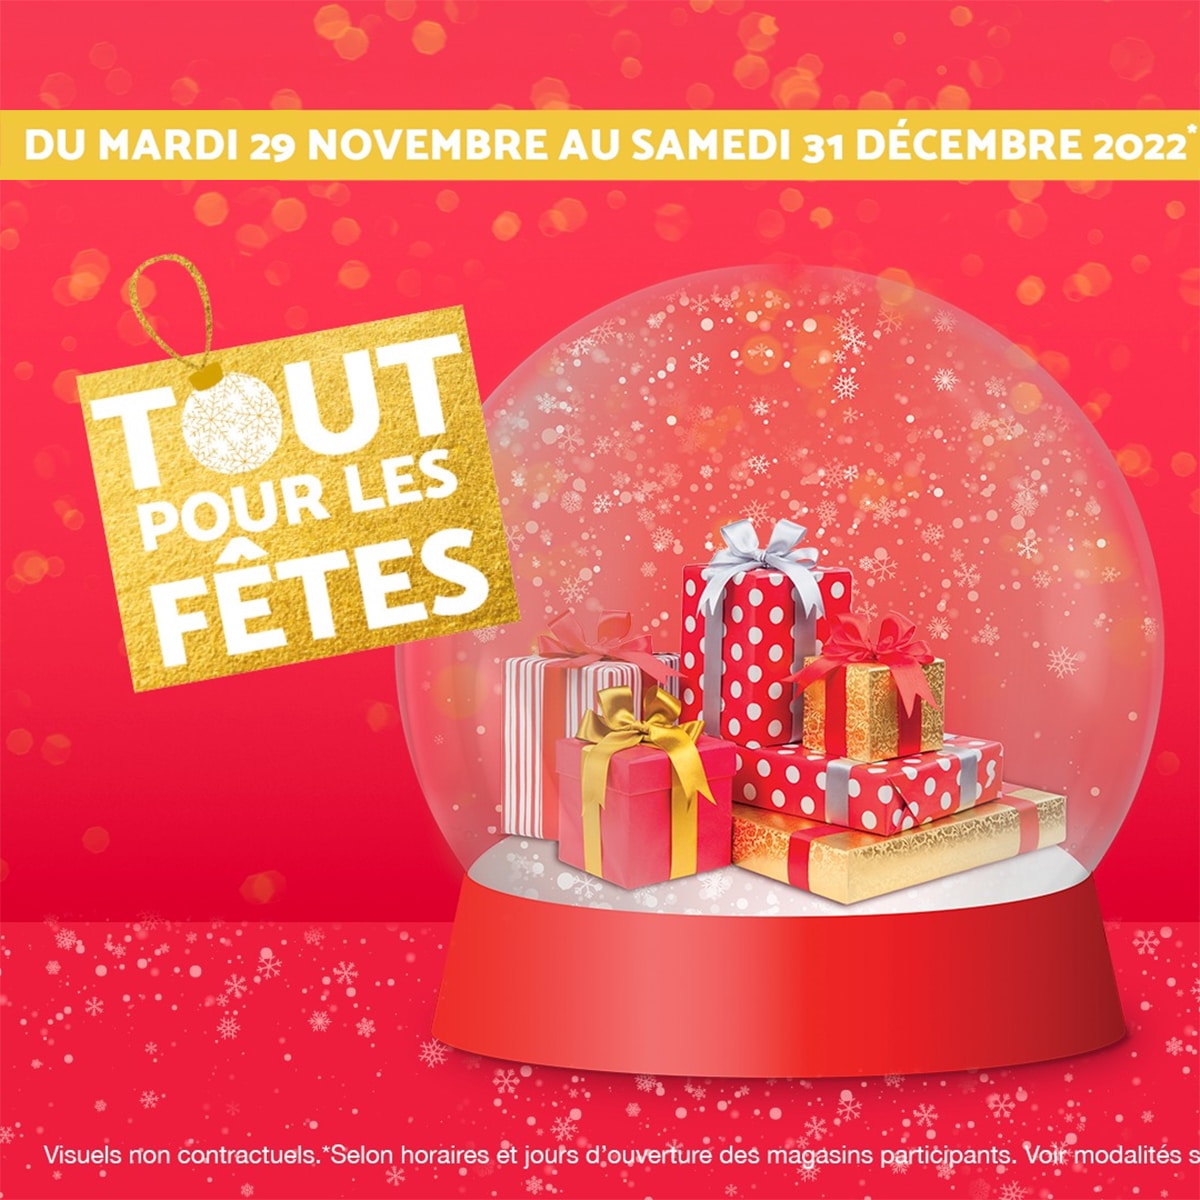 DU MARDI 29 NOVEMBRE AU SAMEDI 31 DÉCEMBRE 2022*
TOUT
POUR LES
FÊTES
Visuels non contractuels.*Selon horaires et jours d'ouverture des magasins participants. Voir modalités